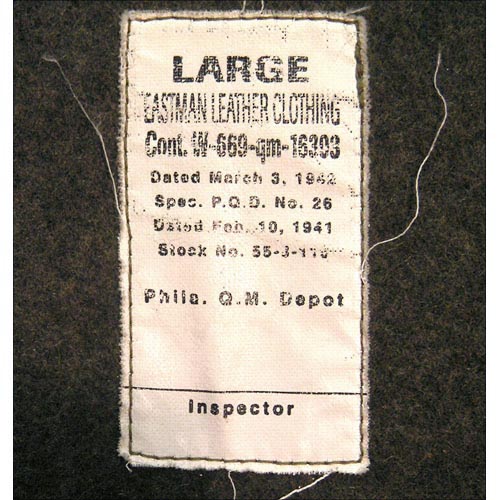 LARGE
EASTMAN LEATHER CLOTHING
Cont. W-669-qm-16393
Dated March 3, 1942
Spec. P.Q.D. No. 26
Dated Feb. 10, 1941
Stock No.
Phila. Q.M. Depot
Inspector